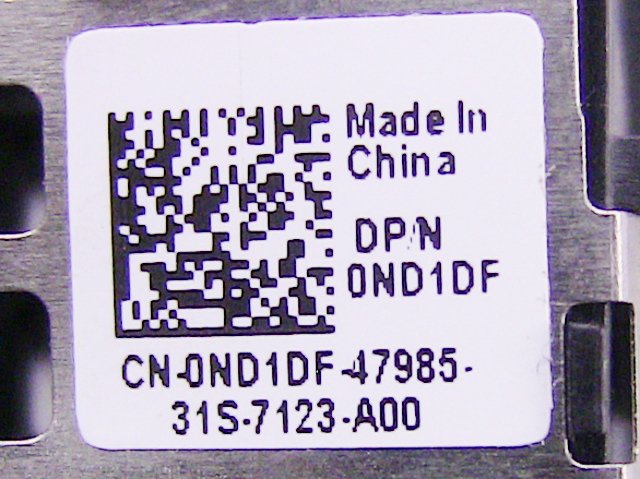 Made In
China
DP/N
0ND1DF
CN-0ND1DF-47985-
31S-7123-A00